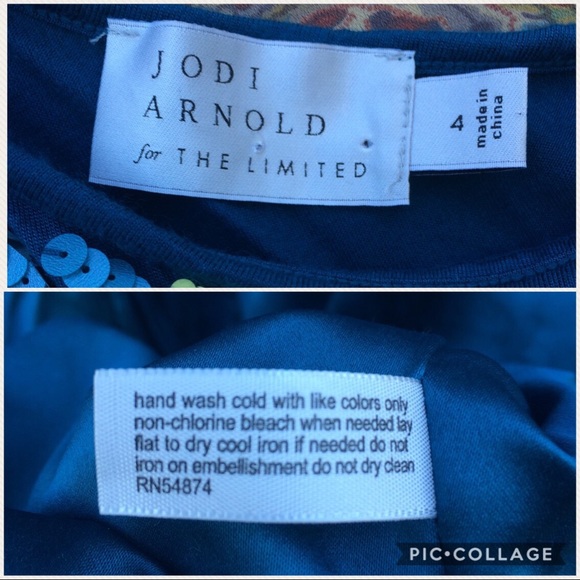 JODI
ARNOLD
for THE LIMITED
4
made in
china
hand wash cold with like colors only
non-chlorine bleach when needed lay
flat to dry cool iron if needed do not
iron on embellishment do not dry clean
RN54874
PIC•COLLAGE